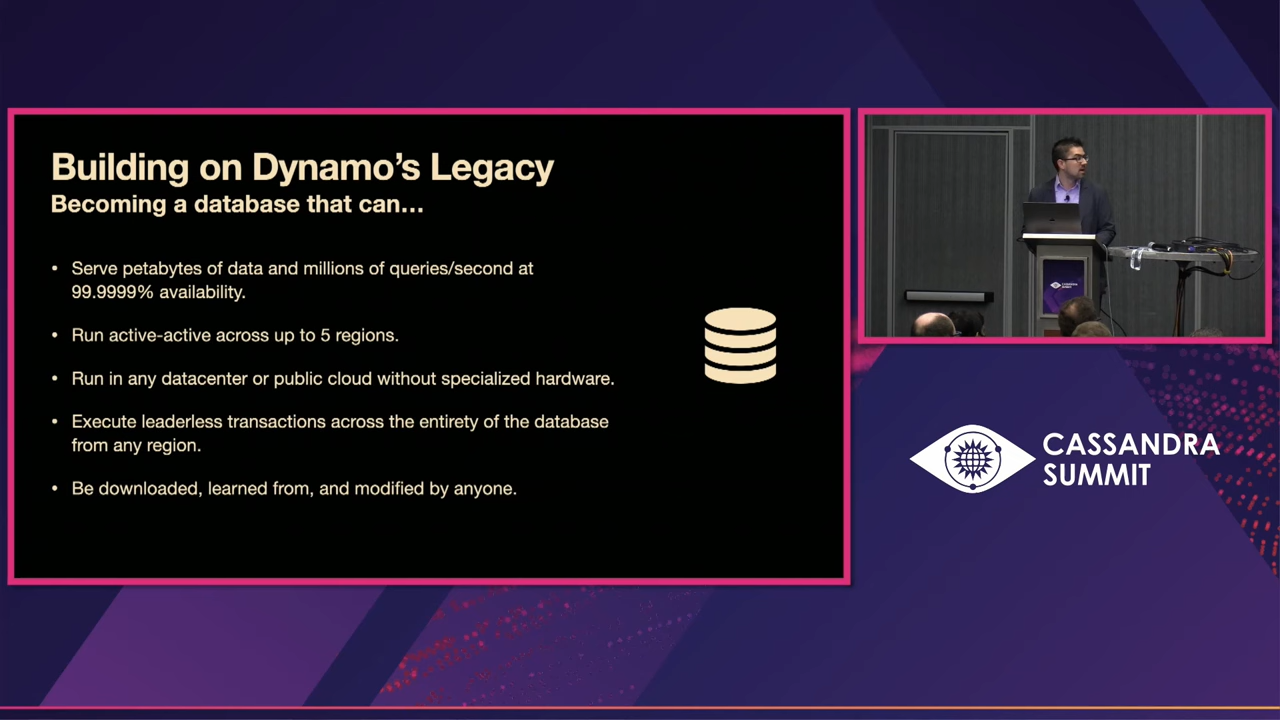 Building on Dynamo’s Legacy
Becoming a database that can…
• Serve petabytes of data and millions of queries/second at
99.9999% availability.
• Run active-active across up to 5 regions.
• Run in any datacenter or public cloud without specialized hardware.
• Execute leaderless transactions across the entirety of the database
from any region.
• Be downloaded, learned from, and modified by anyone.
CASSANDRA
SUMMIT